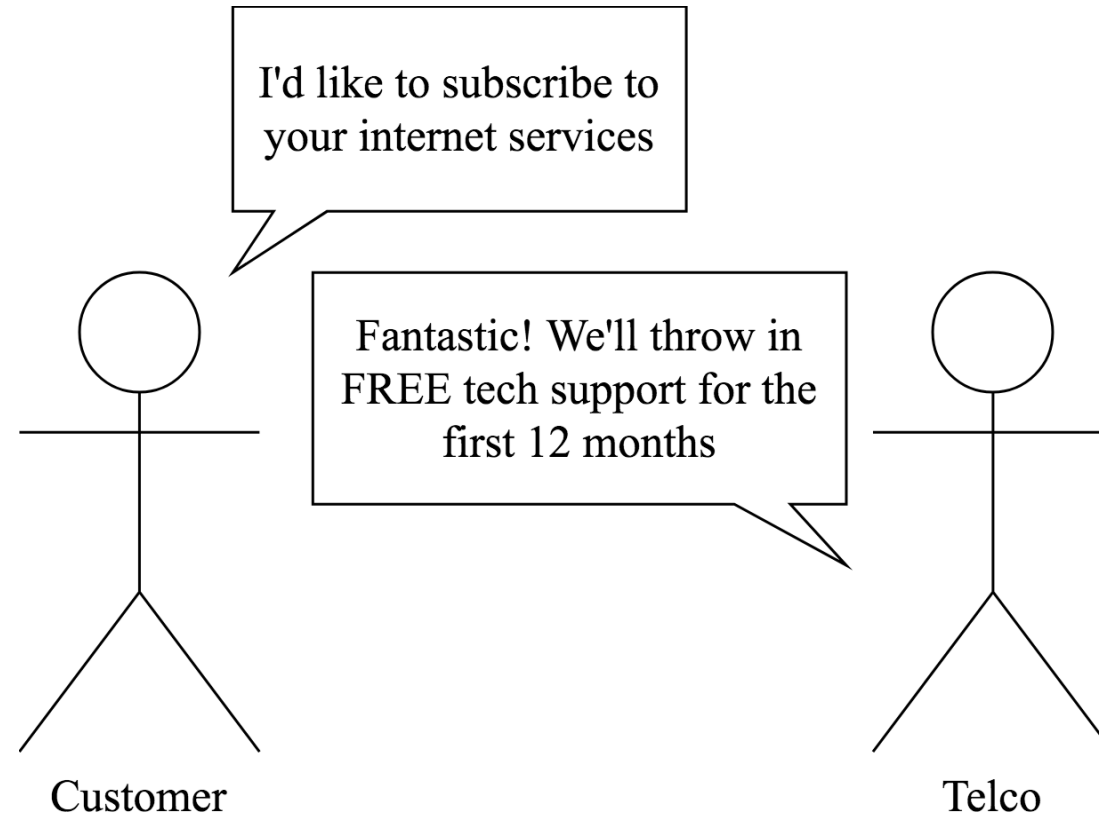 I'd like to subscribe to
your internet services
Fantastic! We'll throw in
FREE tech support for the
first 12 months
Customer
Telco